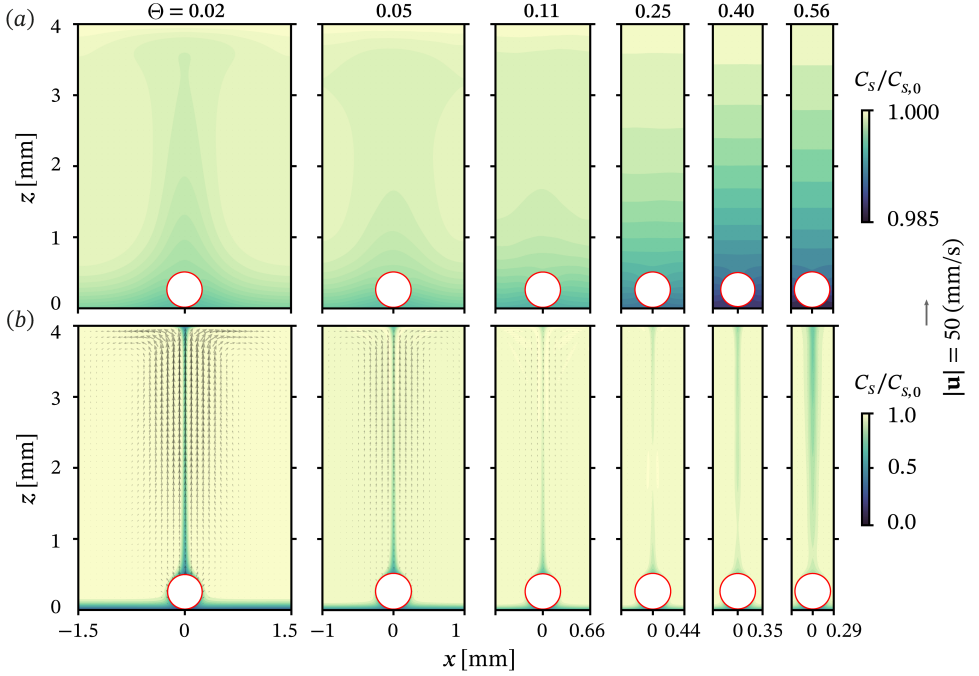 (a) Θ = 0.02 0.05 0.11 0.25 0.40 0.56
4
3
2
1
0
z [mm]
C_s/C_{s,0}
1.000
0.985
(b)
4
3
2
1
0
z [mm]
C_s/C_{s,0}
1.0
0.5
0.0
|u| = 50 (mm/s)
−1.5 0 1.5 −1 0 1 0 0.66 0 0.44 0 0.35 0 0.29
x [mm]